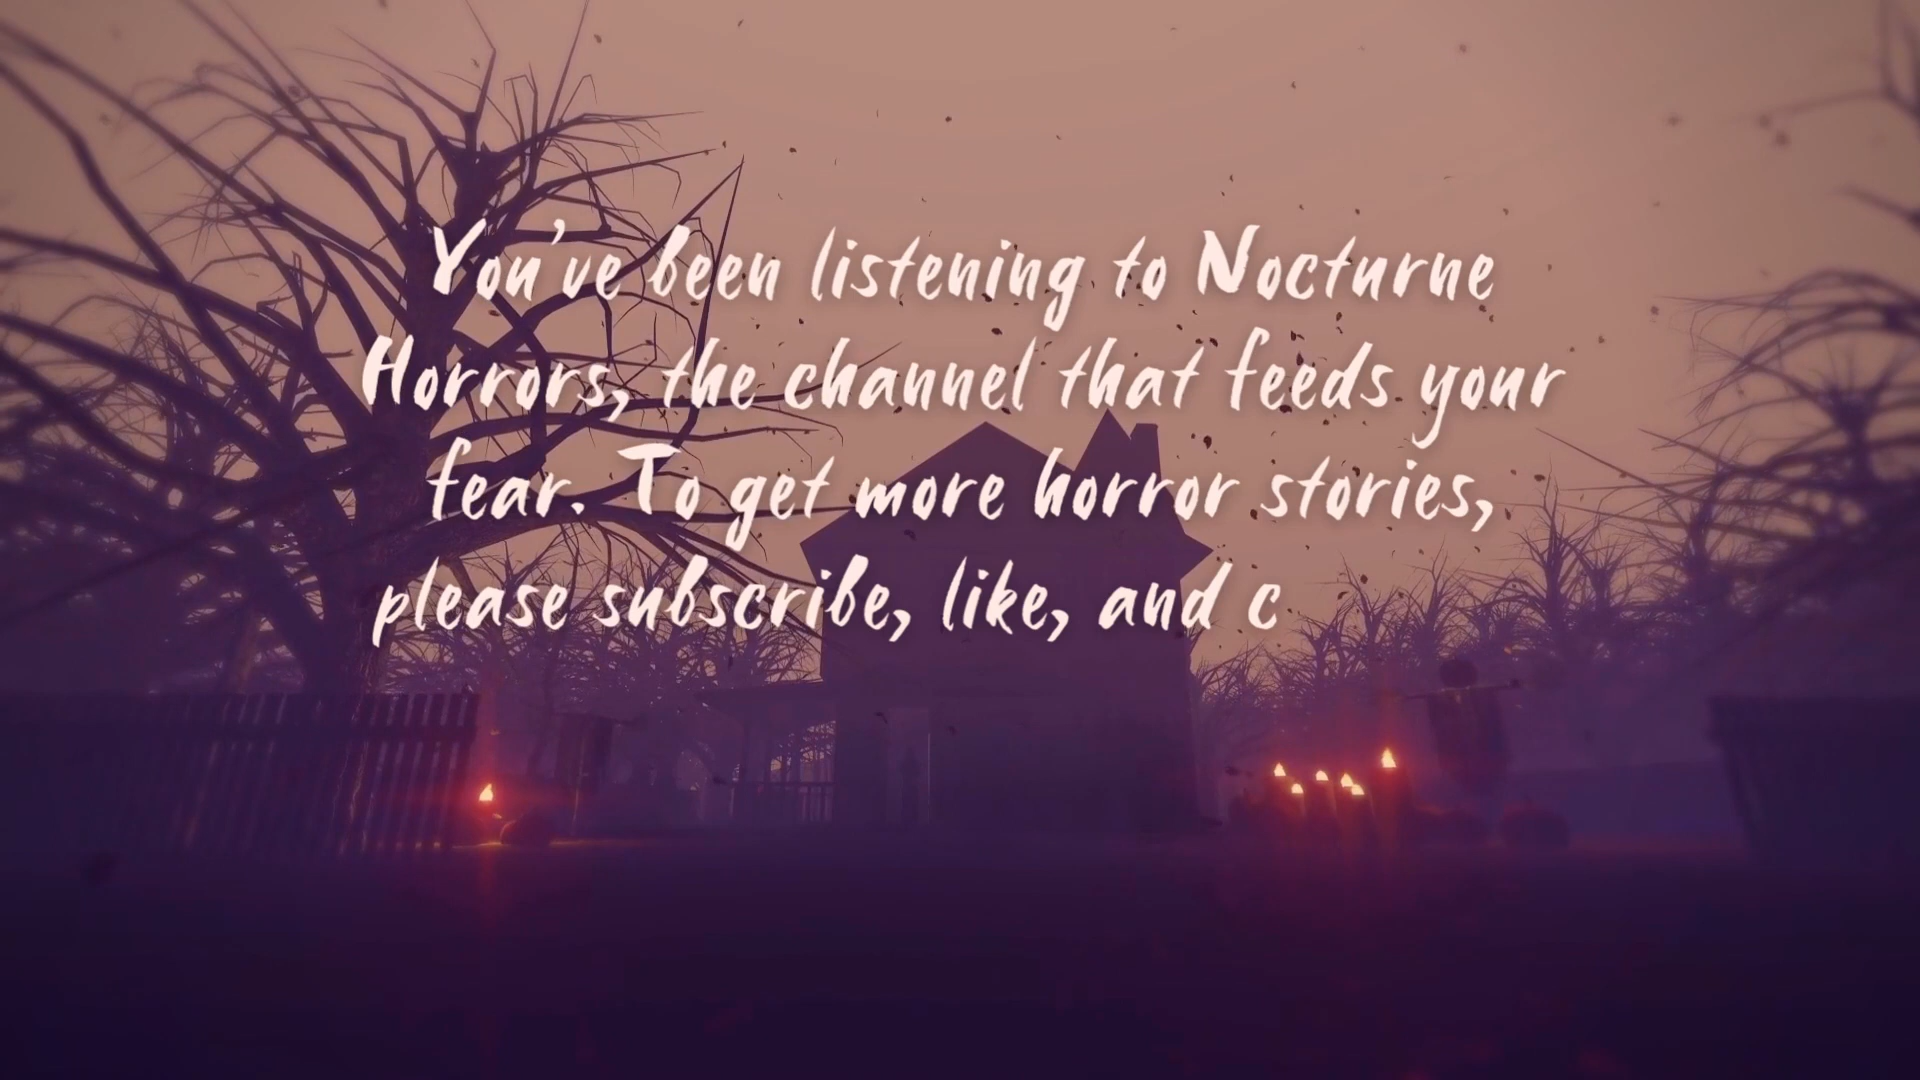 You've been listening to Nocturne
Horrors, the channel that feeds your
fear. To get more horror stories,
please subscribe, like, and c